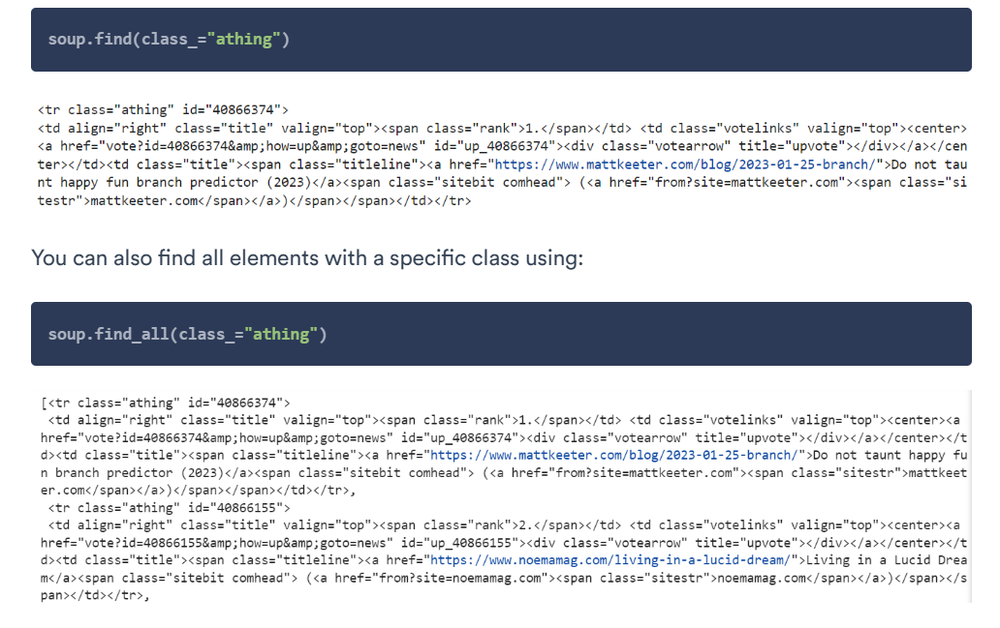 soup.find(class_="athing")
<tr class="athing" id="40866374">
<td align="right" class="title" valign="top"><span class="rank">1.</span></td> <td class="votelinks" valign="top"><center>
<a href="vote?id=40866374&amp;how=up&amp;goto=news" id="up_40866374"><div class="votearrow" title="upvote"></div></a></cen
ter></td><td class="title"><span class="titleline"><a href="https://www.mattkeeter.com/blog/2023-01-25-branch/">Do not tau
nt happy fun branch predictor (2023)</a><span class="sitebit comhead"> (<a href="from?site=mattkeeter.com"><span class="si
testr">mattkeeter.com</span></a>)</span></span></td></tr>
You can also find all elements with a specific class using:
soup.find_all(class_="athing")
[<tr class="athing" id="40866374">
<td align="right" class="title" valign="top"><span class="rank">1.</span></td> <td class="votelinks" valign="top"><center><a
href="vote?id=40866374&amp;how=up&amp;goto=news" id="up_40866374"><div class="votearrow" title="upvote"></div></a></center></t
d><td class="title"><span class="titleline"><a href="https://www.mattkeeter.com/blog/2023-01-25-branch/">Do not taunt happy fu
n branch predictor (2023)</a><span class="sitebit comhead"> (<a href="from?site=mattkeeter.com"><span class="sitestr">mattkeet
er.com</span></a>)</span></span></td></tr>,
<tr class="athing" id="40866155">
<td align="right" class="title" valign="top"><span class="rank">2.</span></td> <td class="votelinks" valign="top"><center><a
href="vote?id=40866155&amp;how=up&amp;goto=news" id="up_40866155"><div class="votearrow" title="upvote"></div></a></center></t
d><td class="title"><span class="titleline"><a href="https://www.noemamag.com/living-in-a-lucid-dream/">Living in a Lucid Drea
m</a><span class="sitebit comhead"> (<a href="from?site=noemamag.com"><span class="sitestr">noemamag.com</span></a>)</span></s
pan></td></tr>,